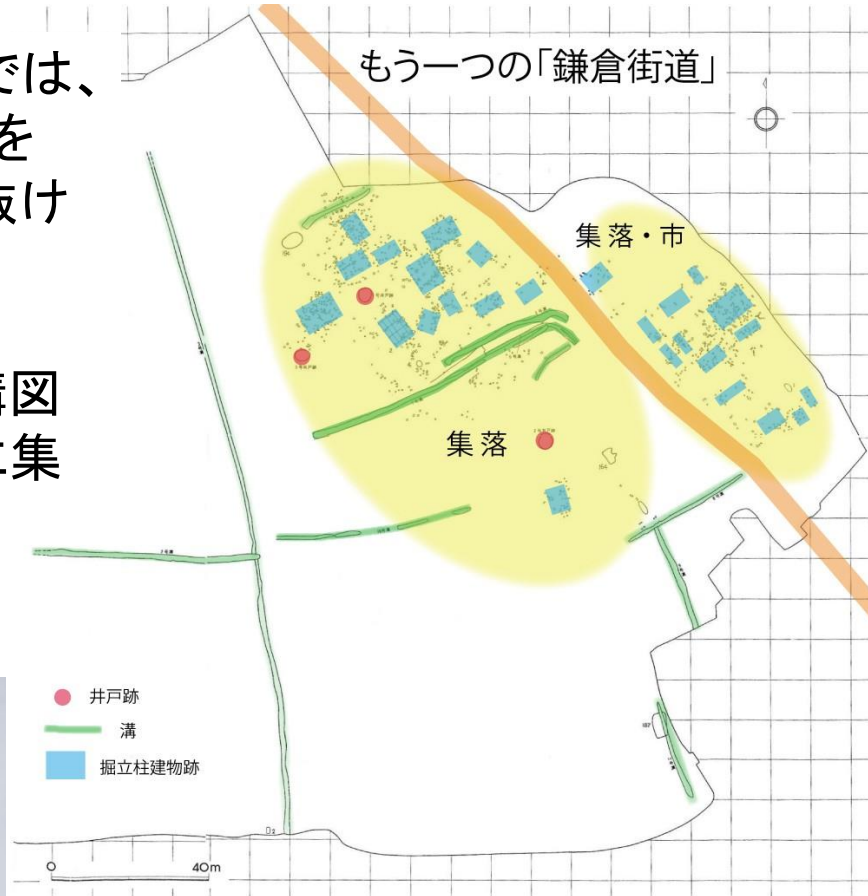 では、
を
抜け
構図
に集
もう一つの「鎌倉街道」
集落・市
集落
井戸跡
溝
掘立柱建物跡
0 40m